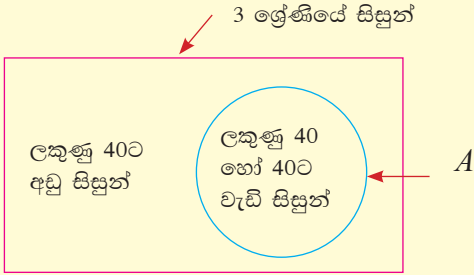 3 ශ්‍රේණියේ සිසුන්
ලකුණු 40ට
අඩු සිසුන්
ලකුණු 40
හෝ 40ට
වැඩි සිසුන්
A